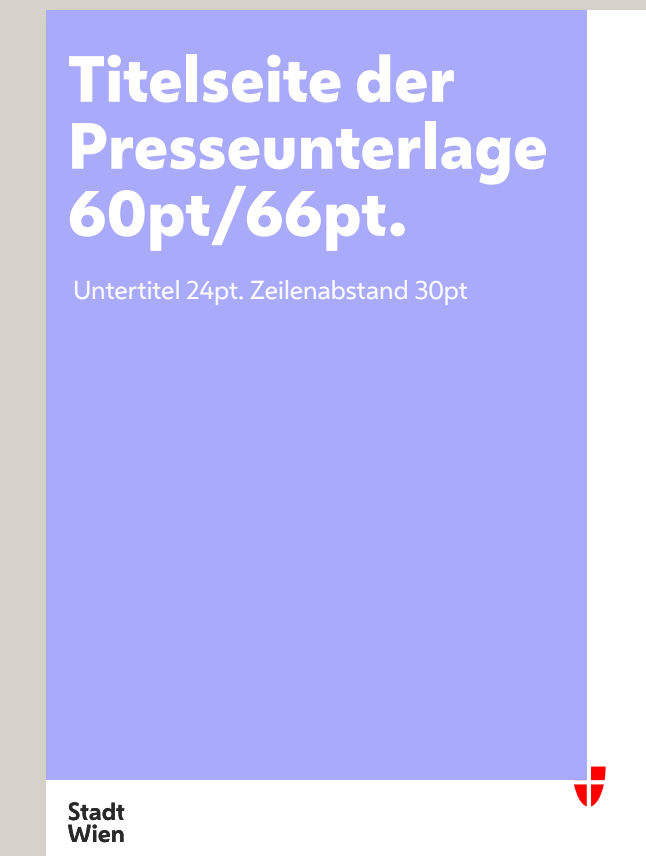 Titelseite der
Presseunterlage
60pt/66pt.
Untertitel 24pt. Zeilenabstand 30pt
Stadt
Wien